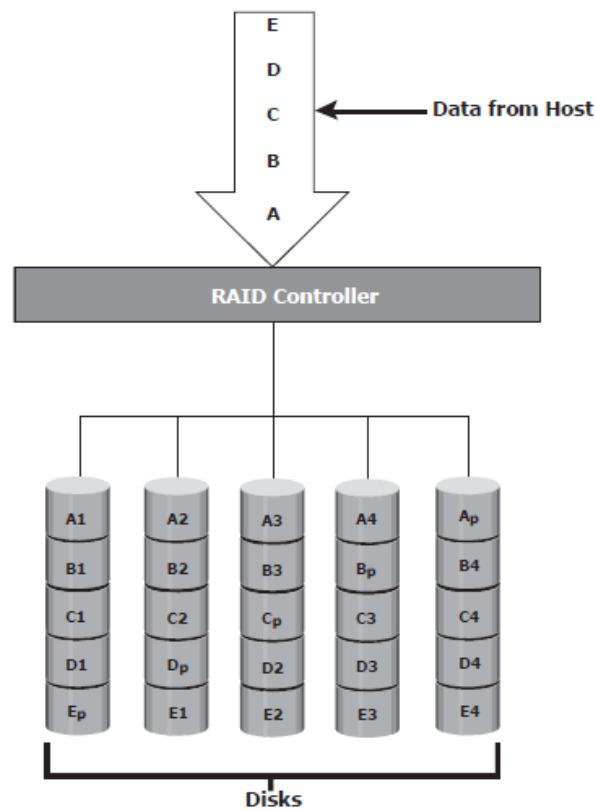 E
D
C
B
A
Data from Host
RAID Controller
A1 A2 A3 A4 Ap
B1 B2 B3 Bp B4
C1 C2 Cp C3 C4
D1 Dp D2 D3 D4
Ep E1 E2 E3 E4
Disks